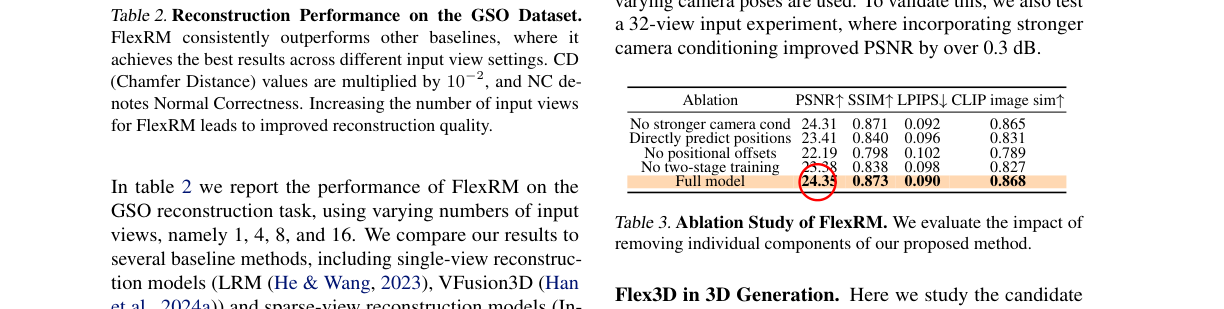 Table 2. Reconstruction Performance on the GSO Dataset.
FlexRM consistently outperforms other baselines, where it
achieves the best results across different input view settings. CD
(Chamfer Distance) values are multiplied by 10⁻², and NC de-
notes Normal Correctness. Increasing the number of input views
for FlexRM leads to improved reconstruction quality.
In table 2 we report the performance of FlexRM on the
GSO reconstruction task, using varying numbers of input
views, namely 1, 4, 8, and 16. We compare our results to
several baseline methods, including single-view reconstruc-
tion models (LRM (He & Wang, 2023), VFusion3D (Han
et al., 2024a)) and sparse-view reconstruction models (In-
varying camera poses are used. To validate this, we also test
a 32-view input experiment, where incorporating stronger
camera conditioning improved PSNR by over 0.3 dB.
Ablation PSNR↑ SSIM↑ LPIPS↓ CLIP image sim↑
No stronger camera cond 24.31 0.871 0.092 0.865
Directly predict positions 23.41 0.840 0.096 0.831
No positional offsets 22.19 0.798 0.102 0.789
No two-stage training 23.38 0.838 0.098 0.827
Full model 24.35 0.873 0.090 0.868
Table 3. Ablation Study of FlexRM. We evaluate the impact of
removing individual components of our proposed method.
Flex3D in 3D Generation. Here we study the candidate